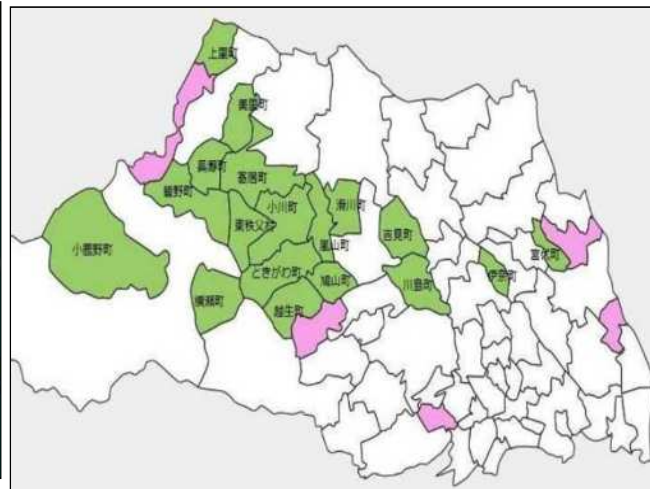 上里町
美里町
長瀞町
寄居町
皆野町
小川町
滑川町
東秩父村
吉見町
嵐山町
小鹿野町
宮代町
ときがわ町
伊奈町
鳩山町
川島町
横瀬町
越生町